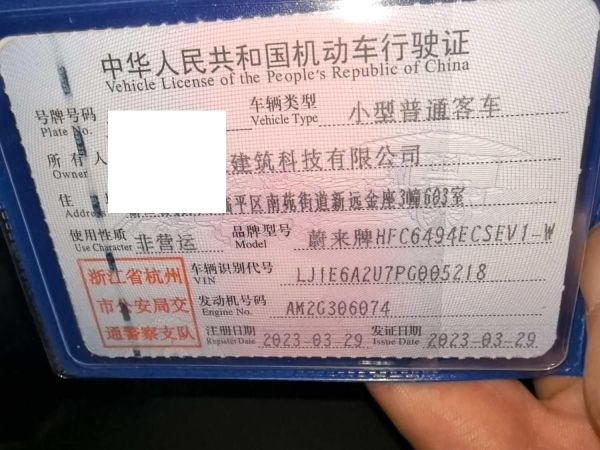 中华人民共和国机动车行驶证
Vehicle License of the People's Republic of China
号牌号码 Plate No. 车辆类型 Vehicle Type 小型普通客车
所有人 Owner 建筑科技有限公司
住 Address 平区南苑街道新远金座3幢603室
使用性质 Use Character 非营运 品牌型号 Model 蔚来牌HFC6494ECSEV1-W
浙江省杭州市公安局交通警察支队
车辆识别代号 VIN LJ1E6A2U7PG005218
发动机号码 Engine No. AM2G306074
注册日期 Register Date 2023-03-29 发证日期 Issue Date 2023-03-29